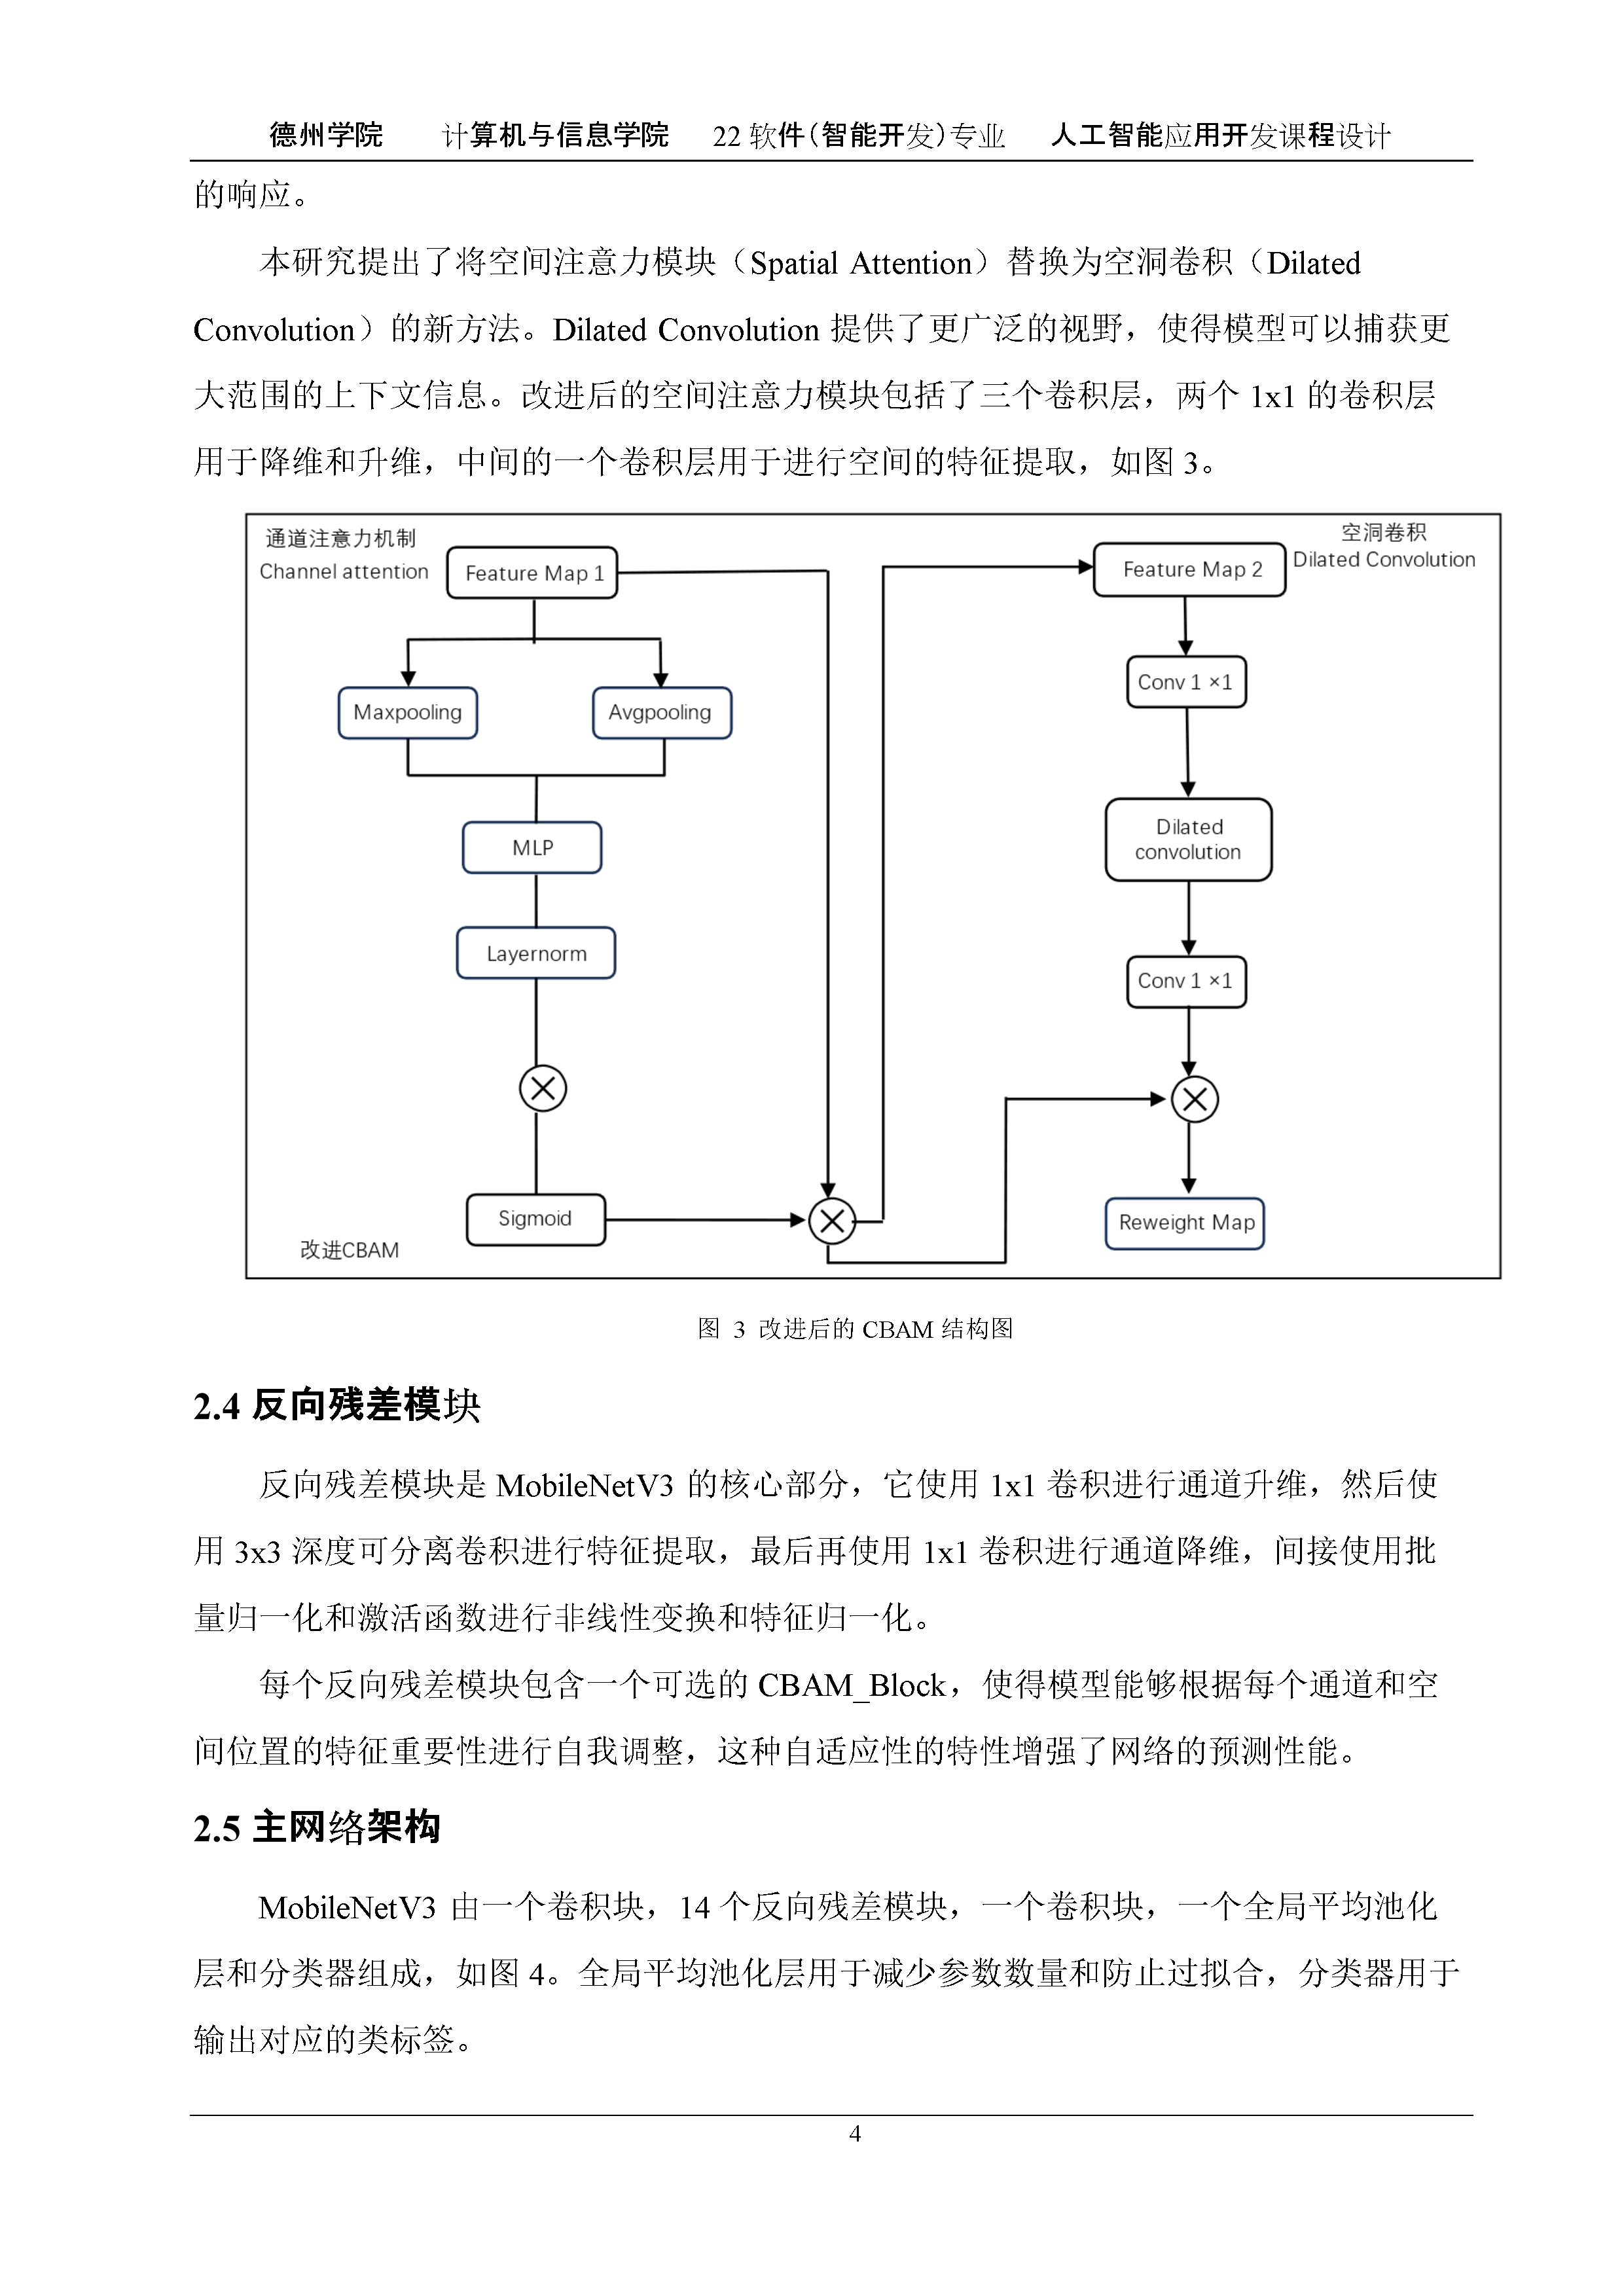 德州学院 计算机与信息学院 22 软件(智能开发)专业 人工智能应用开发课程设计
的响应。
本研究提出了将空间注意力模块（Spatial Attention）替换为空洞卷积（Dilated
Convolution）的新方法。Dilated Convolution 提供了更广泛的视野，使得模型可以捕获更
大范围的上下文信息。改进后的空间注意力模块包括了三个卷积层，两个 1x1 的卷积层
用于降维和升维，中间的一个卷积层用于进行空间的特征提取，如图 3。
通道注意力机制
Channel attention
Feature Map 1
Maxpooling
Avgpooling
MLP
Layernorm
Sigmoid
改进CBAM
空洞卷积
Dilated Convolution
Feature Map 2
Conv 1 ×1
Dilated
convolution
Conv 1 ×1
Reweight Map
图 3 改进后的 CBAM 结构图
2.4 反向残差模块
反向残差模块是 MobileNetV3 的核心部分，它使用 1x1 卷积进行通道升维，然后使
用 3x3 深度可分离卷积进行特征提取，最后再使用 1x1 卷积进行通道降维，间接使用批
量归一化和激活函数进行非线性变换和特征归一化。
每个反向残差模块包含一个可选的 CBAM_Block，使得模型能够根据每个通道和空
间位置的特征重要性进行自我调整，这种自适应性的特性增强了网络的预测性能。
2.5 主网络架构
MobileNetV3 由一个卷积块，14 个反向残差模块，一个卷积块，一个全局平均池化
层和分类器组成，如图 4。全局平均池化层用于减少参数数量和防止过拟合，分类器用于
输出对应的类标签。
4